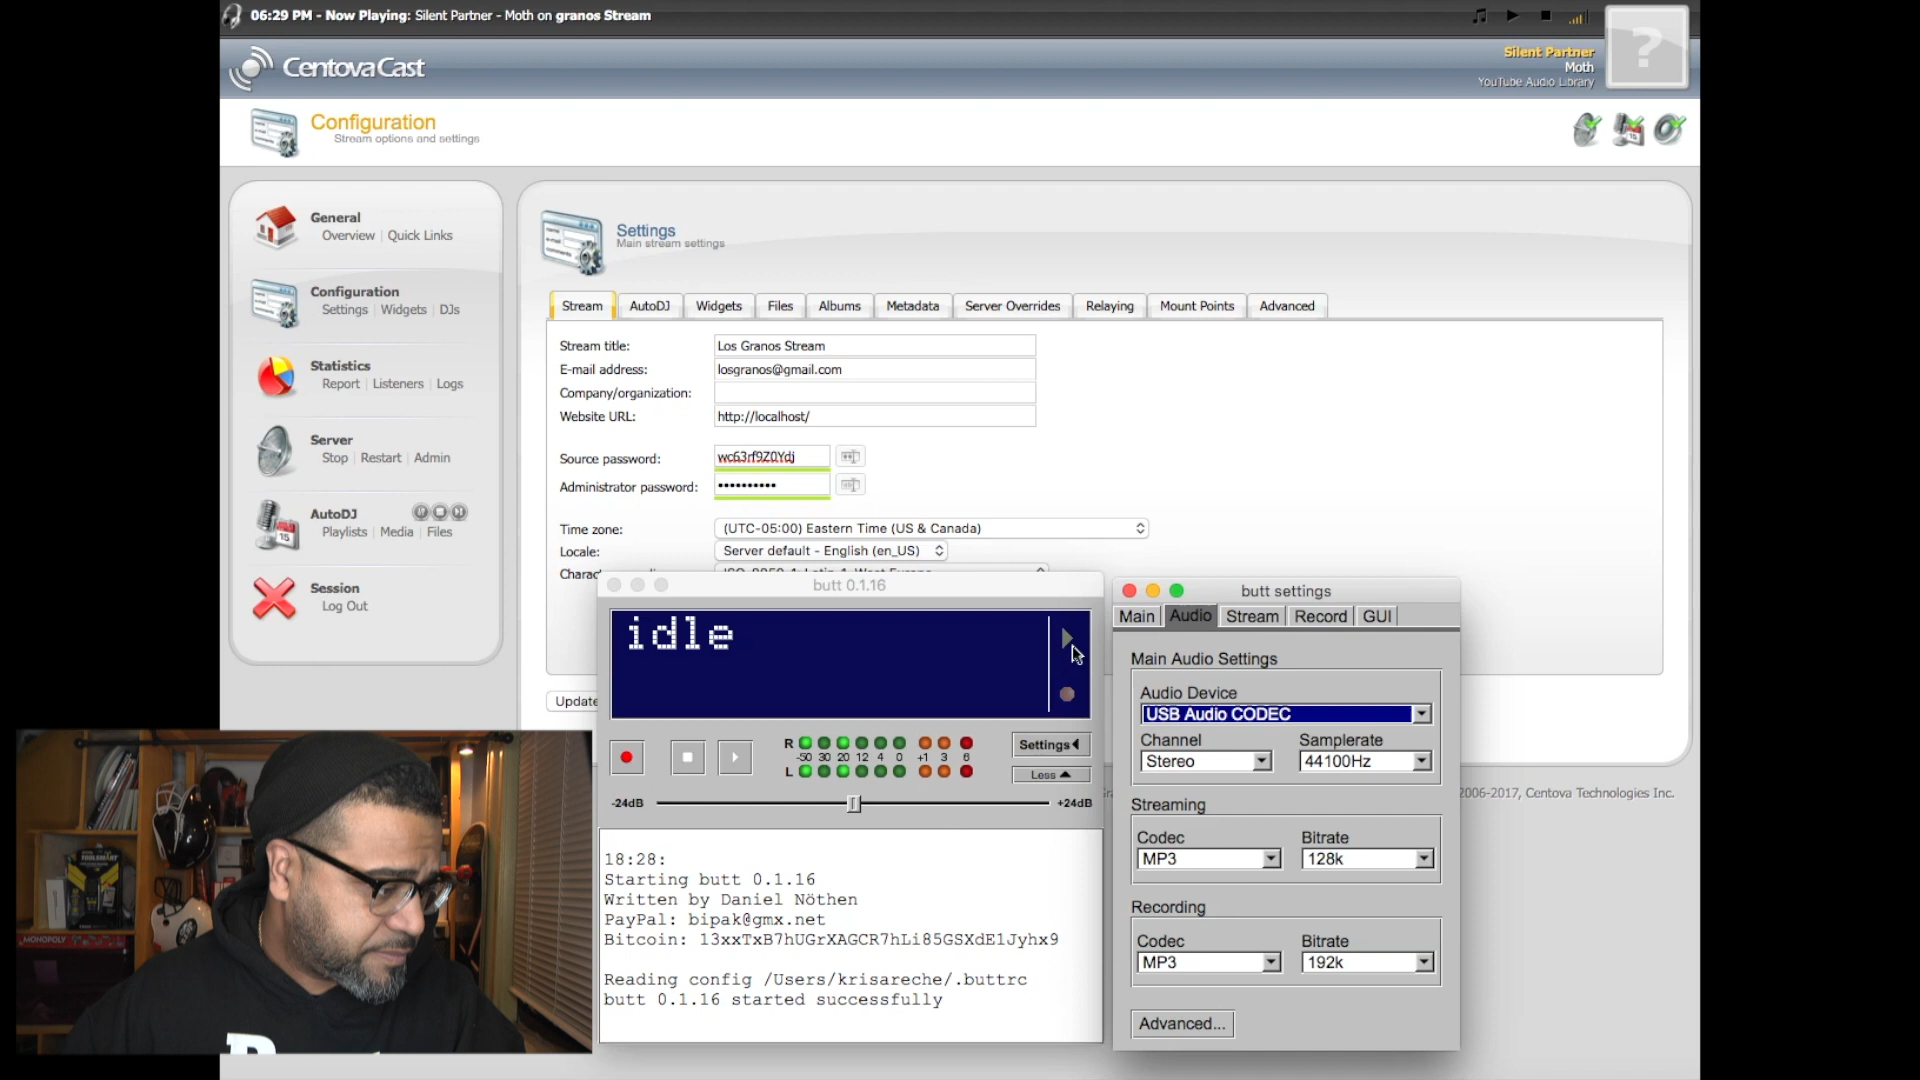 06:29 PM - Now Playing: Silent Partner - Moth on granos Stream
CentovaCast
Silent Partner
Moth
YouTube Audio Library
?
Configuration
Stream options and settings
General
Overview | Quick Links
Configuration
Settings | Widgets | DJs
Statistics
Report | Listeners | Logs
Server
Stop | Restart | Admin
AutoDJ
Playlists | Media | Files
Session
Log Out
Settings
Main stream settings
Stream
AutoDJ
Widgets
Files
Albums
Metadata
Server Overrides
Relaying
Mount Points
Advanced
Stream title:
Los Granos Stream
E-mail address:
losgranos@gmail.com
Company/organization:
Website URL:
http://localhost/
Source password:
wc63rf9Z0Ydj
Administrator password:
••••••••••
Time zone:
(UTC-05:00) Eastern Time (US & Canada)
Locale:
Server default - English (en_US)
Charac
Update
2006-2017, Centova Technologies Inc.
butt 0.1.16
idle
R
-50 30 20 12 4 0 +1 3 6
L
Settings
Less
-24dB
+24dB
18:28:
Starting butt 0.1.16
Written by Daniel Nöthen
PayPal: bipak@gmx.net
Bitcoin: 13xxTxB7hUGrXAGCR7hLi85GSXdE1Jyhx9
Reading config /Users/krisareche/.buttrc
butt 0.1.16 started successfully
butt settings
Main
Audio
Stream
Record
GUI
Main Audio Settings
Audio Device
USB Audio CODEC
Channel
Samplerate
Stereo
44100Hz
Streaming
Codec
Bitrate
MP3
128k
Recording
Codec
Bitrate
MP3
192k
Advanced...
MONOPOLY